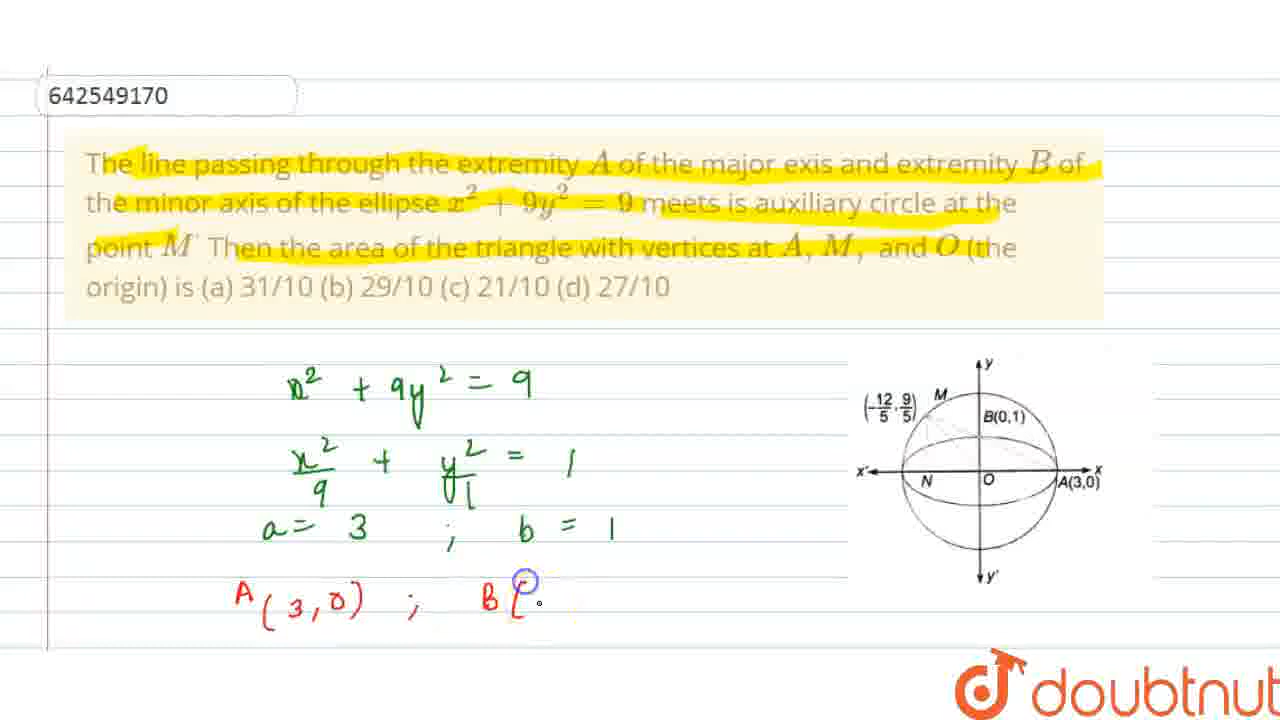 642549170
The line passing through the extremity A of the major exis and extremity B of
the minor axis of the ellipse x² + 9y² = 9 meets is auxiliary circle at the
point M˙ Then the area of the triangle with vertices at A, M, and O (the
origin) is (a) 31/10 (b) 29/10 (c) 21/10 (d) 27/10
x² + 9y² = 9
x²/9 + y²/1 = 1
a = 3 ; b = 1
A (3, 0) ; B (
y
M
(-12/5, 9/5)
B(0,1)
x'
N
O
x
A(3,0)
y'
doubtnut